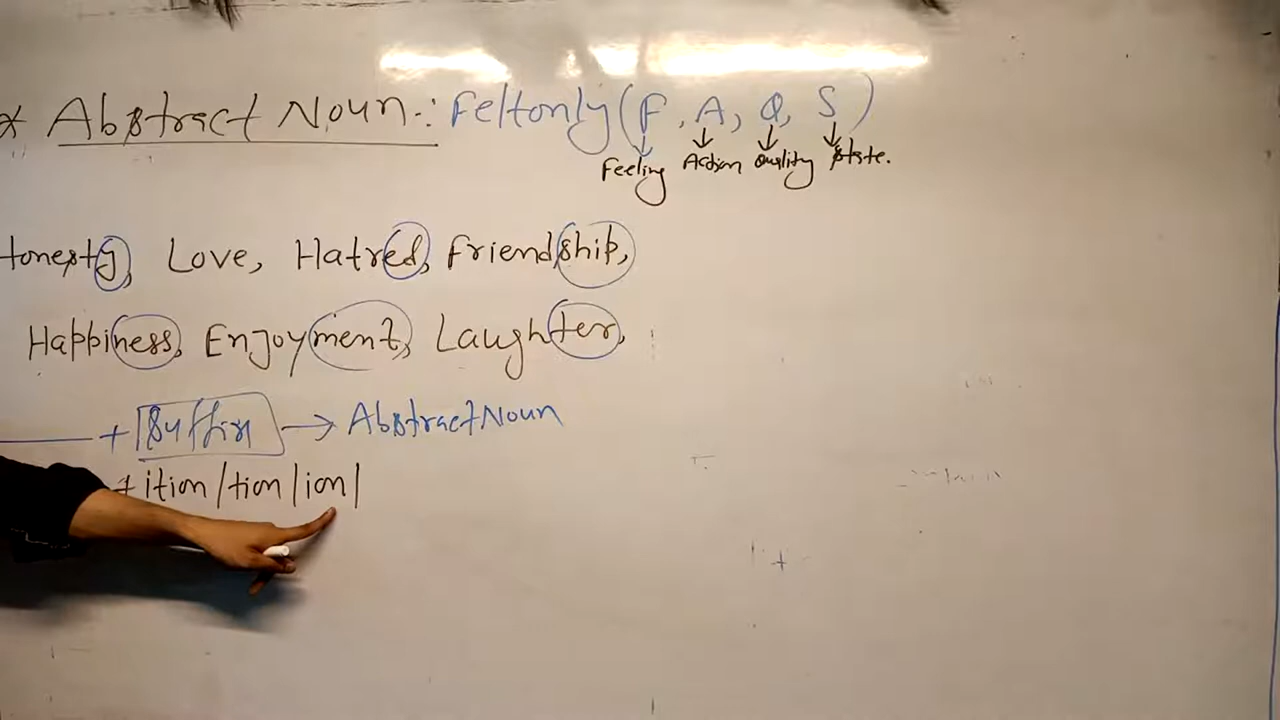 * Abstract Noun:- Feltonly (F, A, Q, S)
Feeling Action Quality State.
Honesty, Love, Hatred, Friendship,
Happiness, Enjoyment, Laughter,
+ Suffix → Abstract Noun
+ ition / tion / ion /